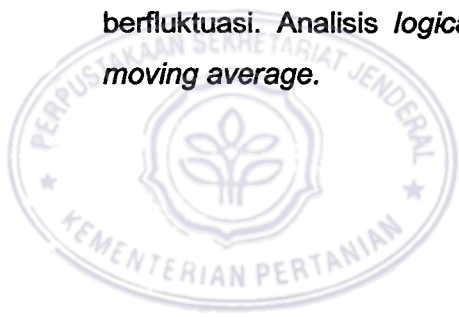 berfluktuasi. Analisis logica
moving average.
PERPUSTAKAAN SEKRETARIAT JENDERAL
KEMENTERIAN PERTANIAN